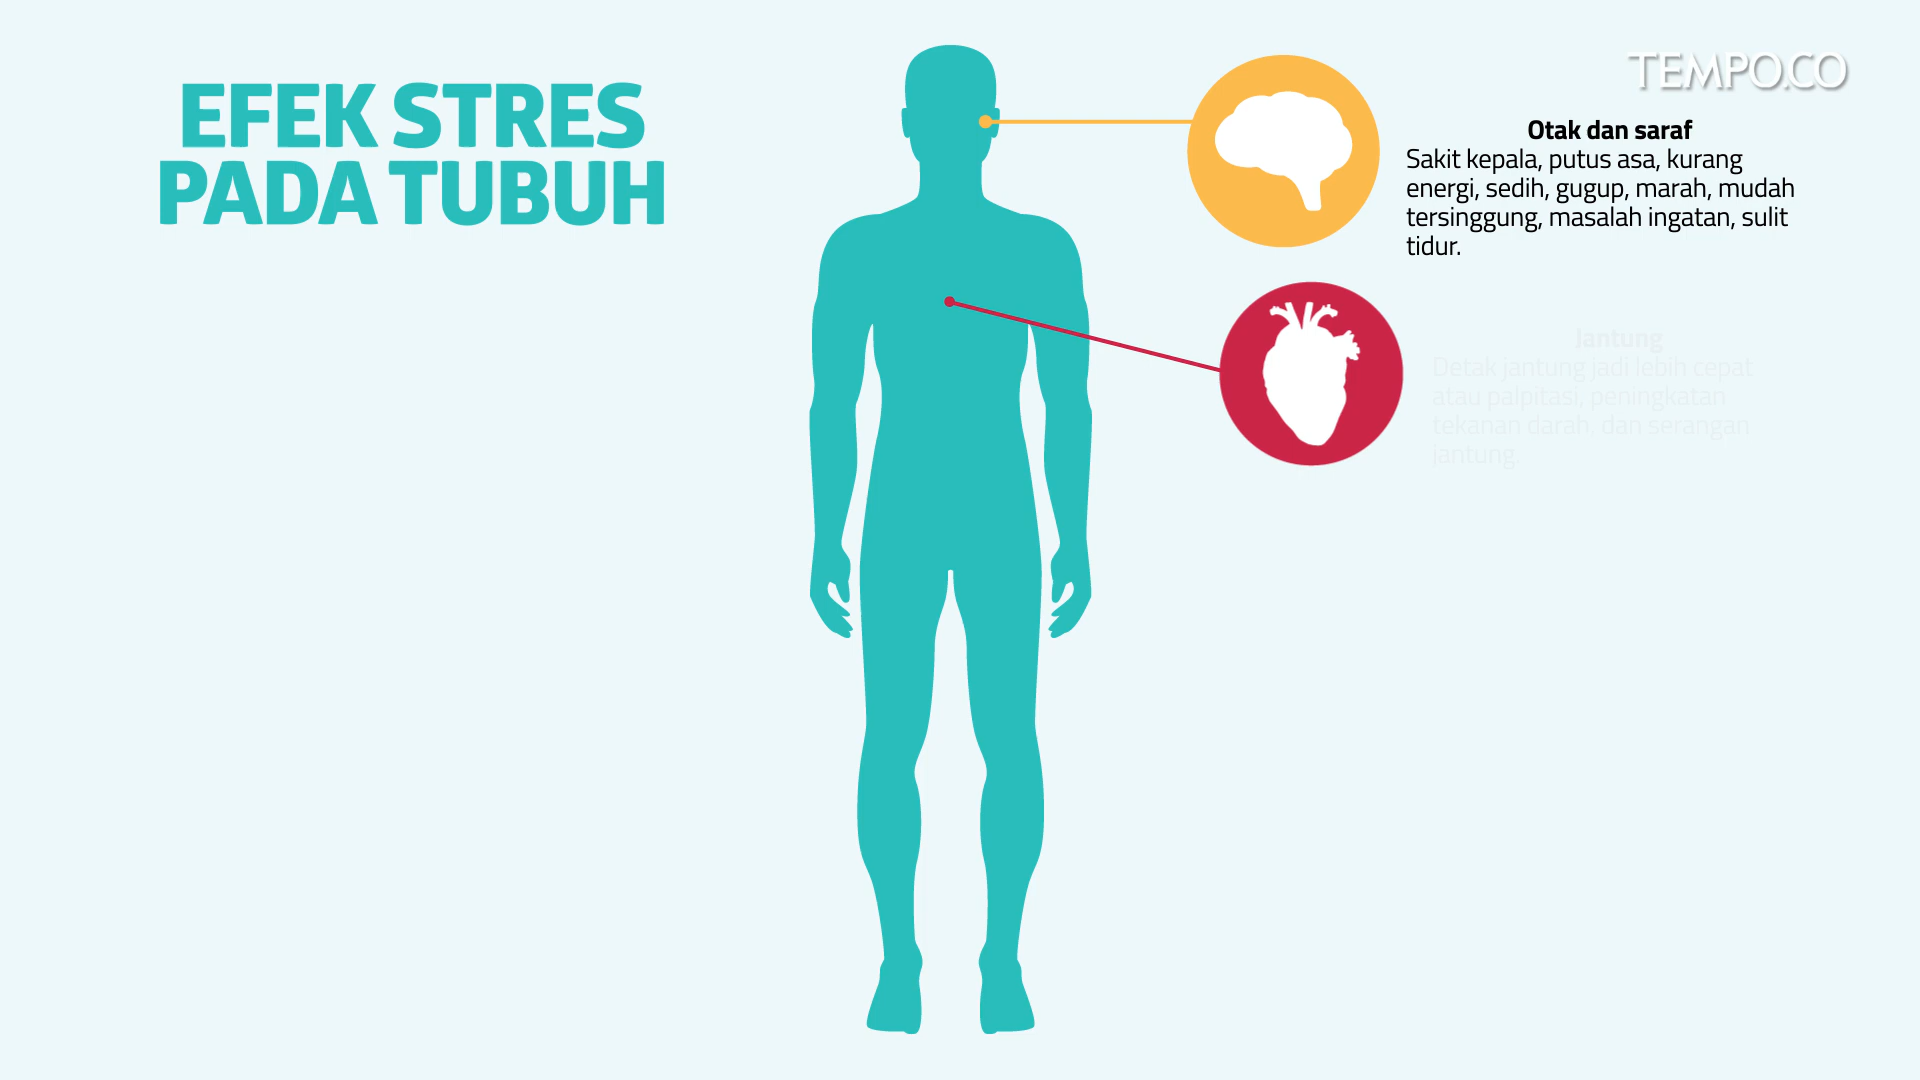 EFEK STRES
PADA TUBUH
TEMPO.CO
Otak dan saraf
Sakit kepala, putus asa, kurang
energi, sedih, gugup, marah, mudah
tersinggung, masalah ingatan, sulit
tidur.
Jantung
Detak jantung jadi lebih cepat
atau palpitasi, peningkatan
tekanan darah, dan serangan
jantung.